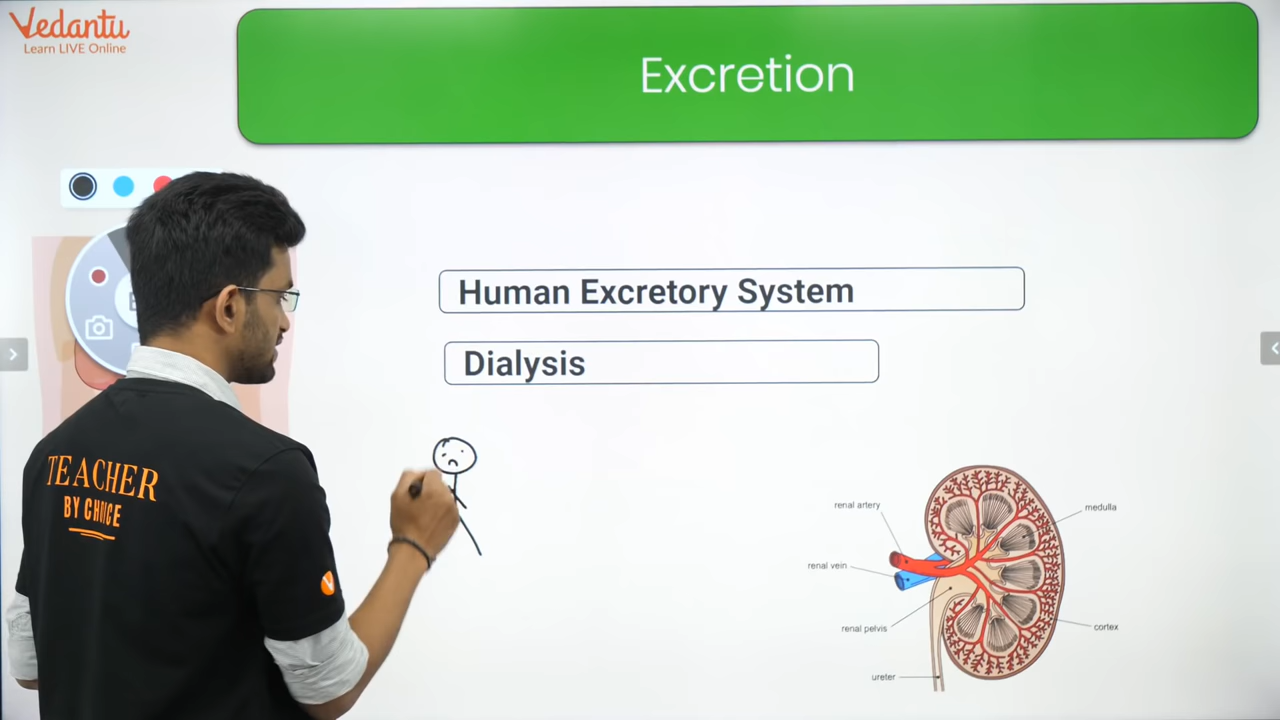 Vedantu
Learn LIVE Online
Excretion
Human Excretory System
Dialysis
TEACHER
BY CHOICE
renal artery
medulla
renal vein
renal pelvis
cortex
ureter